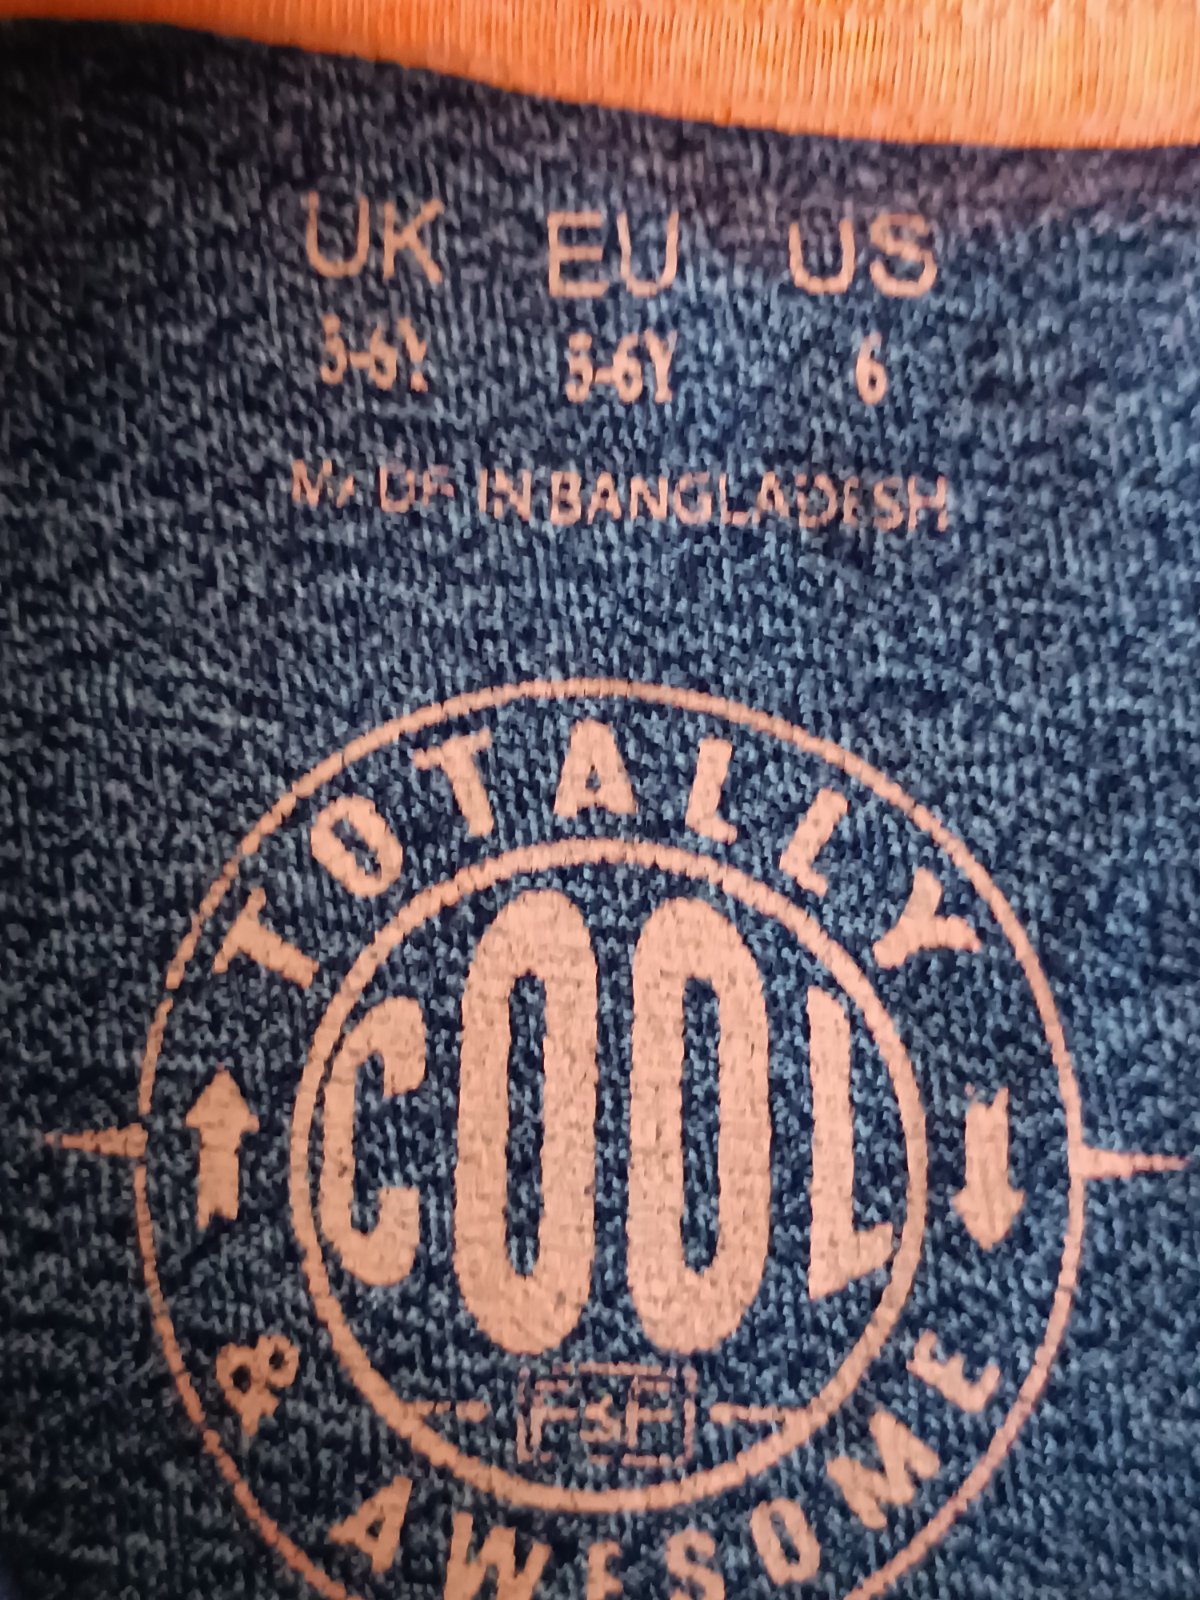 UK EU US
5-6Y 5-6Y 6
MADE IN BANGLADESH
TOTALLY
COOL
F&F
& AWESOME